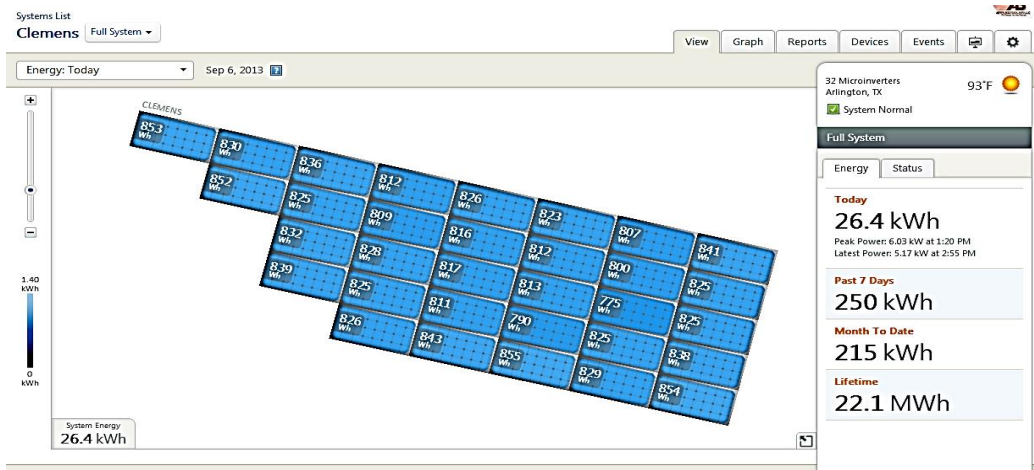 Systems List
Clemens Full System
View Graph Reports Devices Events
Energy: Today Sep 6, 2013
CLEMENS
853 Wh
830 Wh
836 Wh
812 Wh
826 Wh
823 Wh
807 Wh
841 Wh
852 Wh
825 Wh
809 Wh
816 Wh
812 Wh
800 Wh
825 Wh
832 Wh
828 Wh
817 Wh
813 Wh
775 Wh
825 Wh
839 Wh
825 Wh
811 Wh
790 Wh
825 Wh
838 Wh
826 Wh
843 Wh
855 Wh
829 Wh
854 Wh
1.40
kWh
0
kWh
System Energy
26.4 kWh
32 Microinverters
Arlington, TX
93°F
System Normal
Full System
Energy Status
Today
26.4 kWh
Peak Power: 6.03 kW at 1:20 PM
Latest Power: 5.17 kW at 2:55 PM
Past 7 Days
250 kWh
Month To Date
215 kWh
Lifetime
22.1 MWh